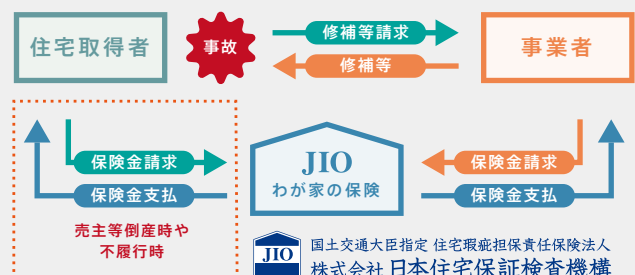 住宅取得者
事故
修補等請求
修補等
事業者
保険金請求
保険金支払
売主等倒産時や
不履行時
JIO
わが家の保険
保険金請求
保険金支払
JIO
国土交通大臣指定 住宅瑕疵担保責任保険法人
株式会社 日本住宅保証検査機構